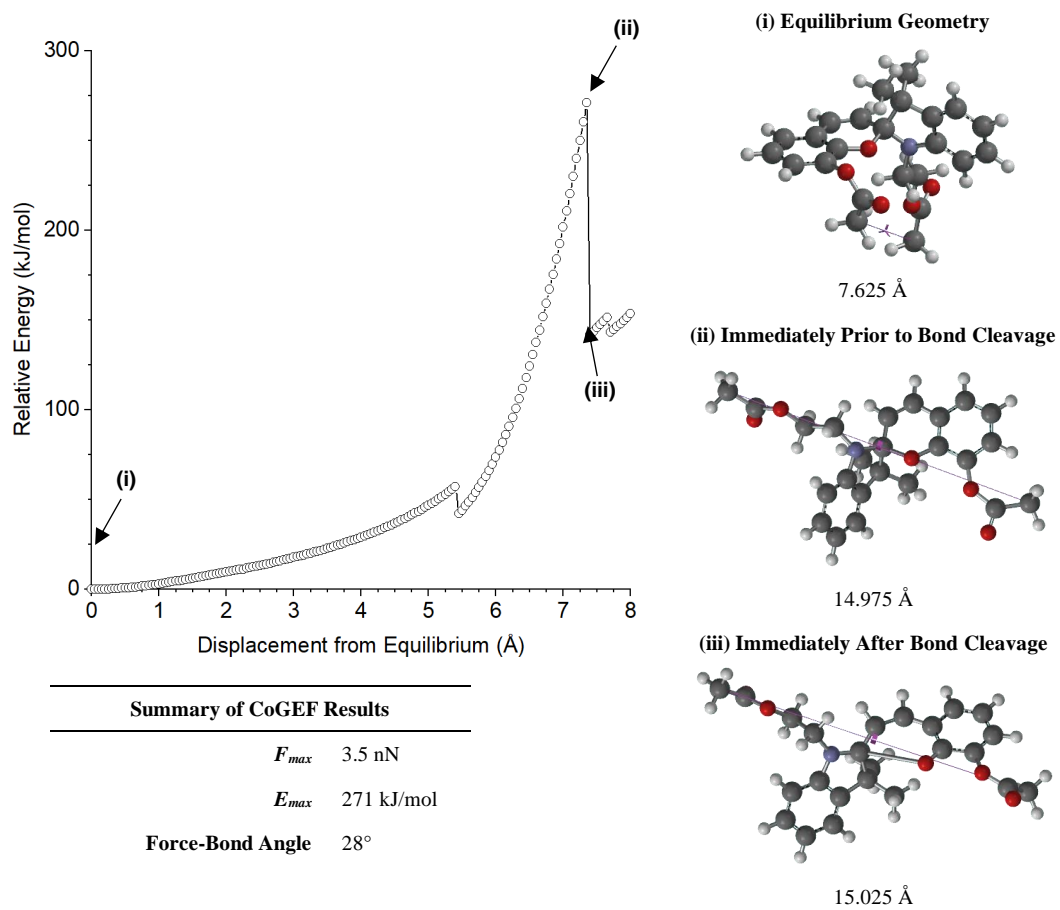 300
200
100
0
0
1
2
3
4
5
6
7
8
Relative Energy (kJ/mol)
Displacement from Equilibrium (Å)
(i)
(ii)
(iii)
Summary of CoGEF Results
Fmax 3.5 nN
Emax 271 kJ/mol
Force-Bond Angle 28°
(i) Equilibrium Geometry
7.625 Å
(ii) Immediately Prior to Bond Cleavage
14.975 Å
(iii) Immediately After Bond Cleavage
15.025 Å